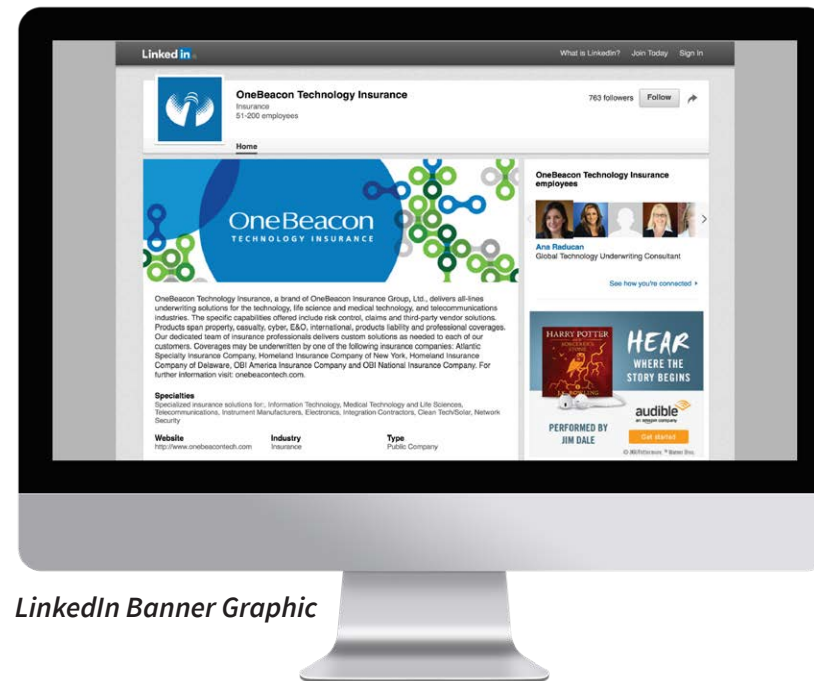 Linked in
What is LinkedIn? Join Today Sign In
OneBeacon Technology Insurance
Insurance
51-200 employees
763 followers Follow
Home
OneBeacon
TECHNOLOGY INSURANCE
OneBeacon Technology Insurance, a brand of OneBeacon Insurance Group, Ltd., delivers all-lines
underwriting solutions for the technology, life science and medical technology, and telecommunications
industries. The specific capabilities offered include risk control, claims and third-party vendor solutions.
Products span property, casualty, cyber, E&O, international, products liability and professional coverages.
Our dedicated team of insurance professionals delivers custom solutions as needed to each of our
customers. Coverages may be underwritten by one of the following insurance companies: Atlantic
Specialty Insurance Company, Homeland Insurance Company of New York, Homeland Insurance
Company of Delaware, OBI America Insurance Company and OBI National Insurance Company. For
further information visit: onebeacontech.com.
Specialties
Specialized insurance solutions for:, Information Technology, Medical Technology and Life Sciences,
Telecommunications, Instrument Manufacturers, Electronics, Integration Contractors, Clean Tech/Solar, Network
Security
Website Industry Type
http://www.onebeacontech.com Insurance Public Company
OneBeacon Technology Insurance
employees
Ana Raducan
Global Technology Underwriting Consultant
See how you're connected
HARRY POTTER
J.K. ROWLING
HEAR
WHERE THE
STORY BEGINS
PERFORMED BY
JIM DALE
audible
an amazon company
Get started
LinkedIn Banner Graphic